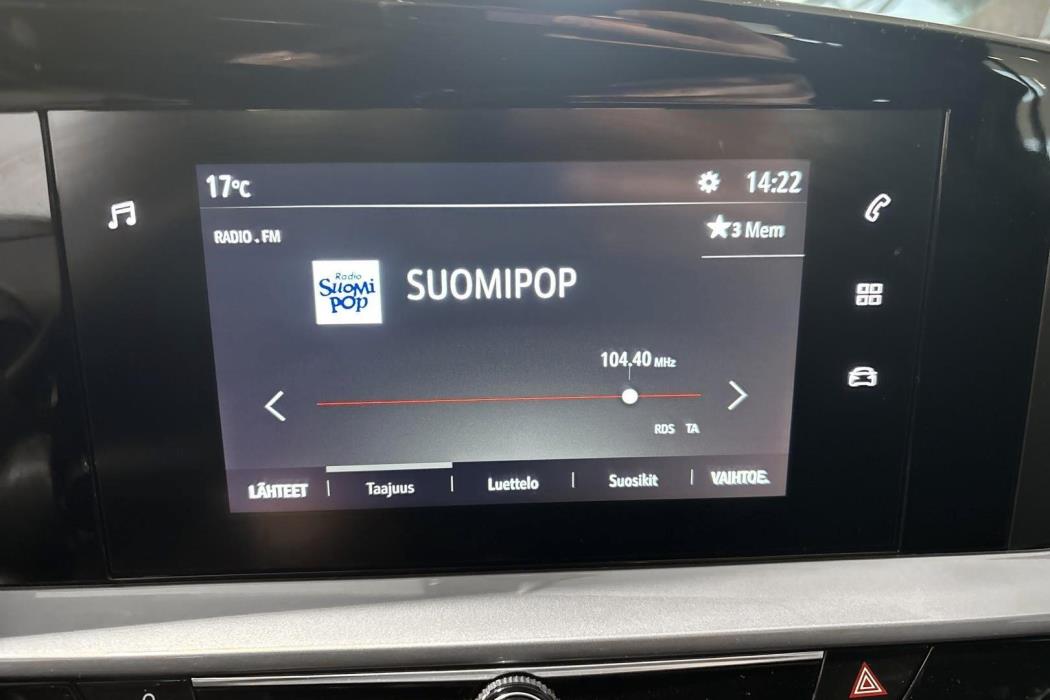 17°C 14:22
RADIO . FM ★3 Mem
Radio
SuoMi
POp
SUOMIPOP
104.40 MHz
RDS TA
LÄHTEET Taajuus Luettelo Suosikit VAIHTOE.